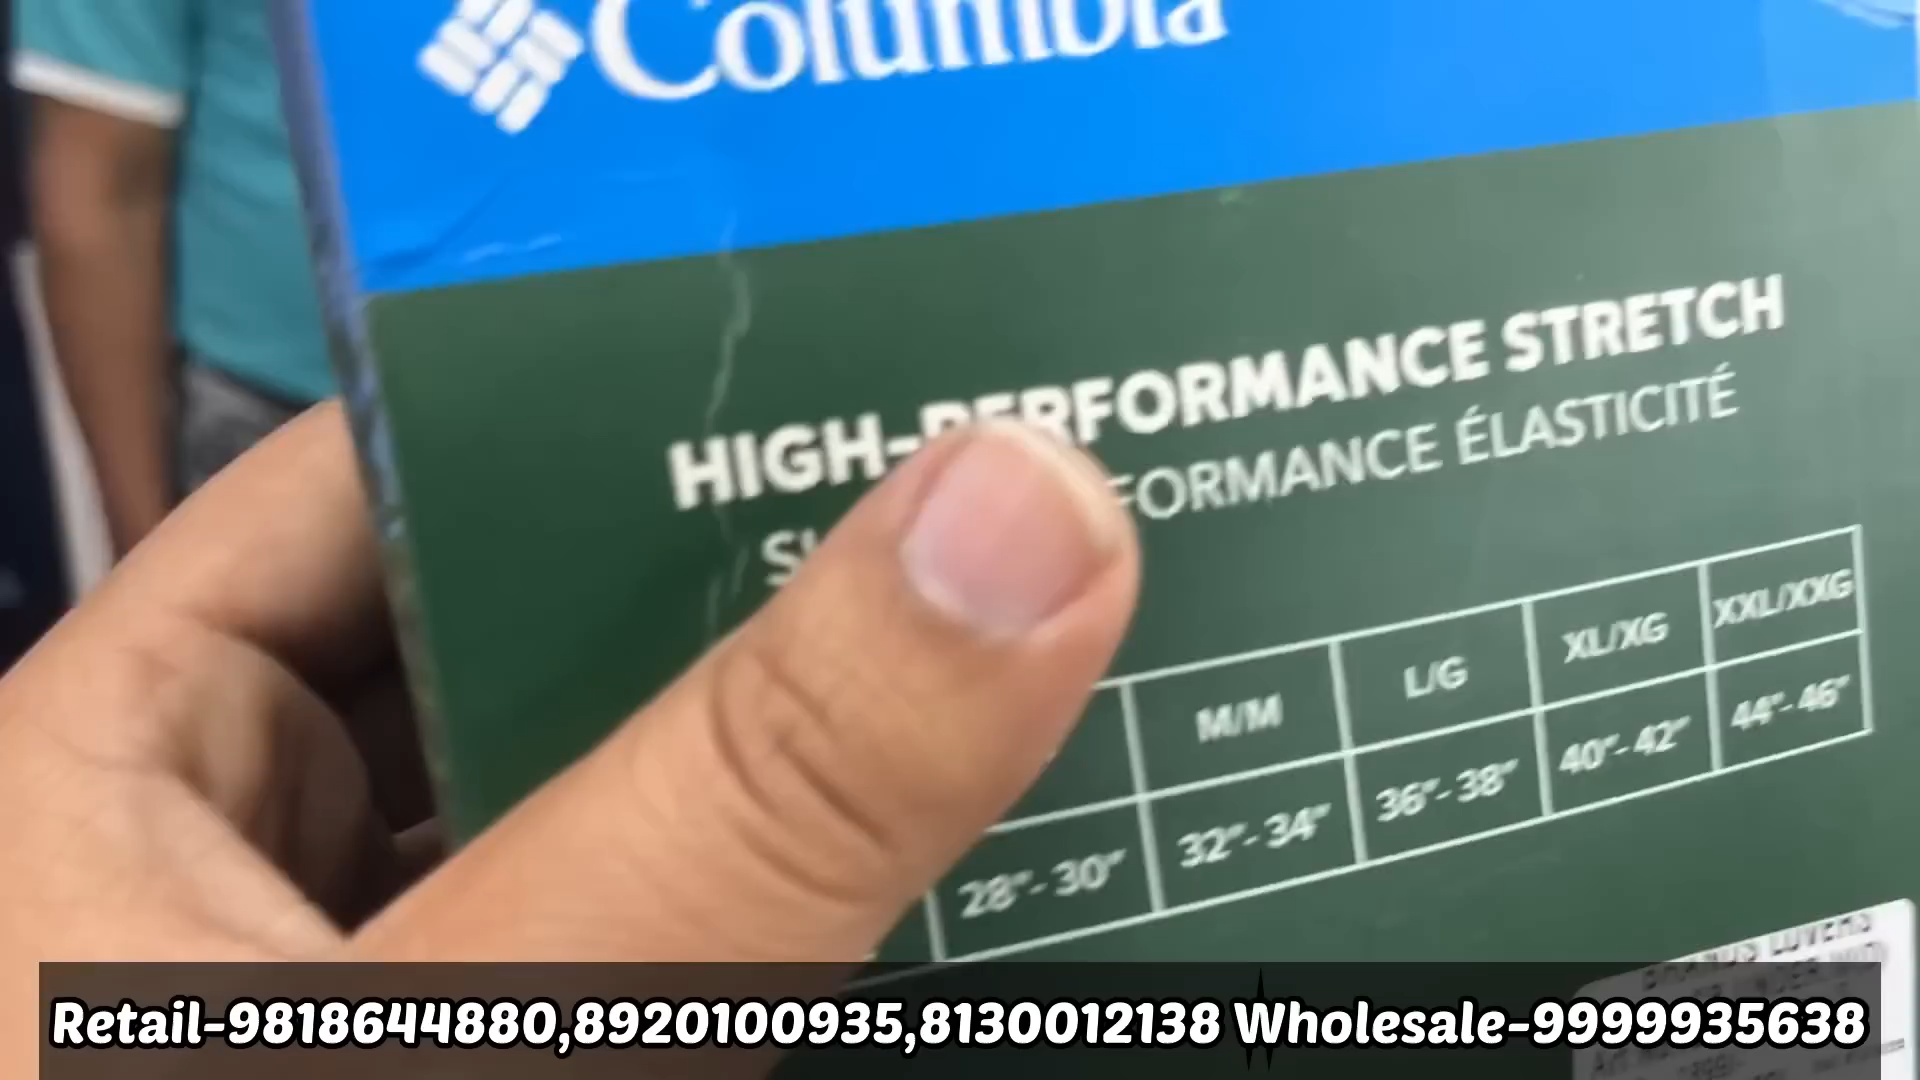 Columbia
HIGH-PERFORMANCE STRETCH
FORMANCE ÉLASTICITÉ
M/M L/G XL/XG XXL/XXG
28"- 30" 32"- 34" 36"- 38" 40"- 42" 44"- 46"
Retail-9818644880,8920100935,8130012138 Wholesale-9999935638